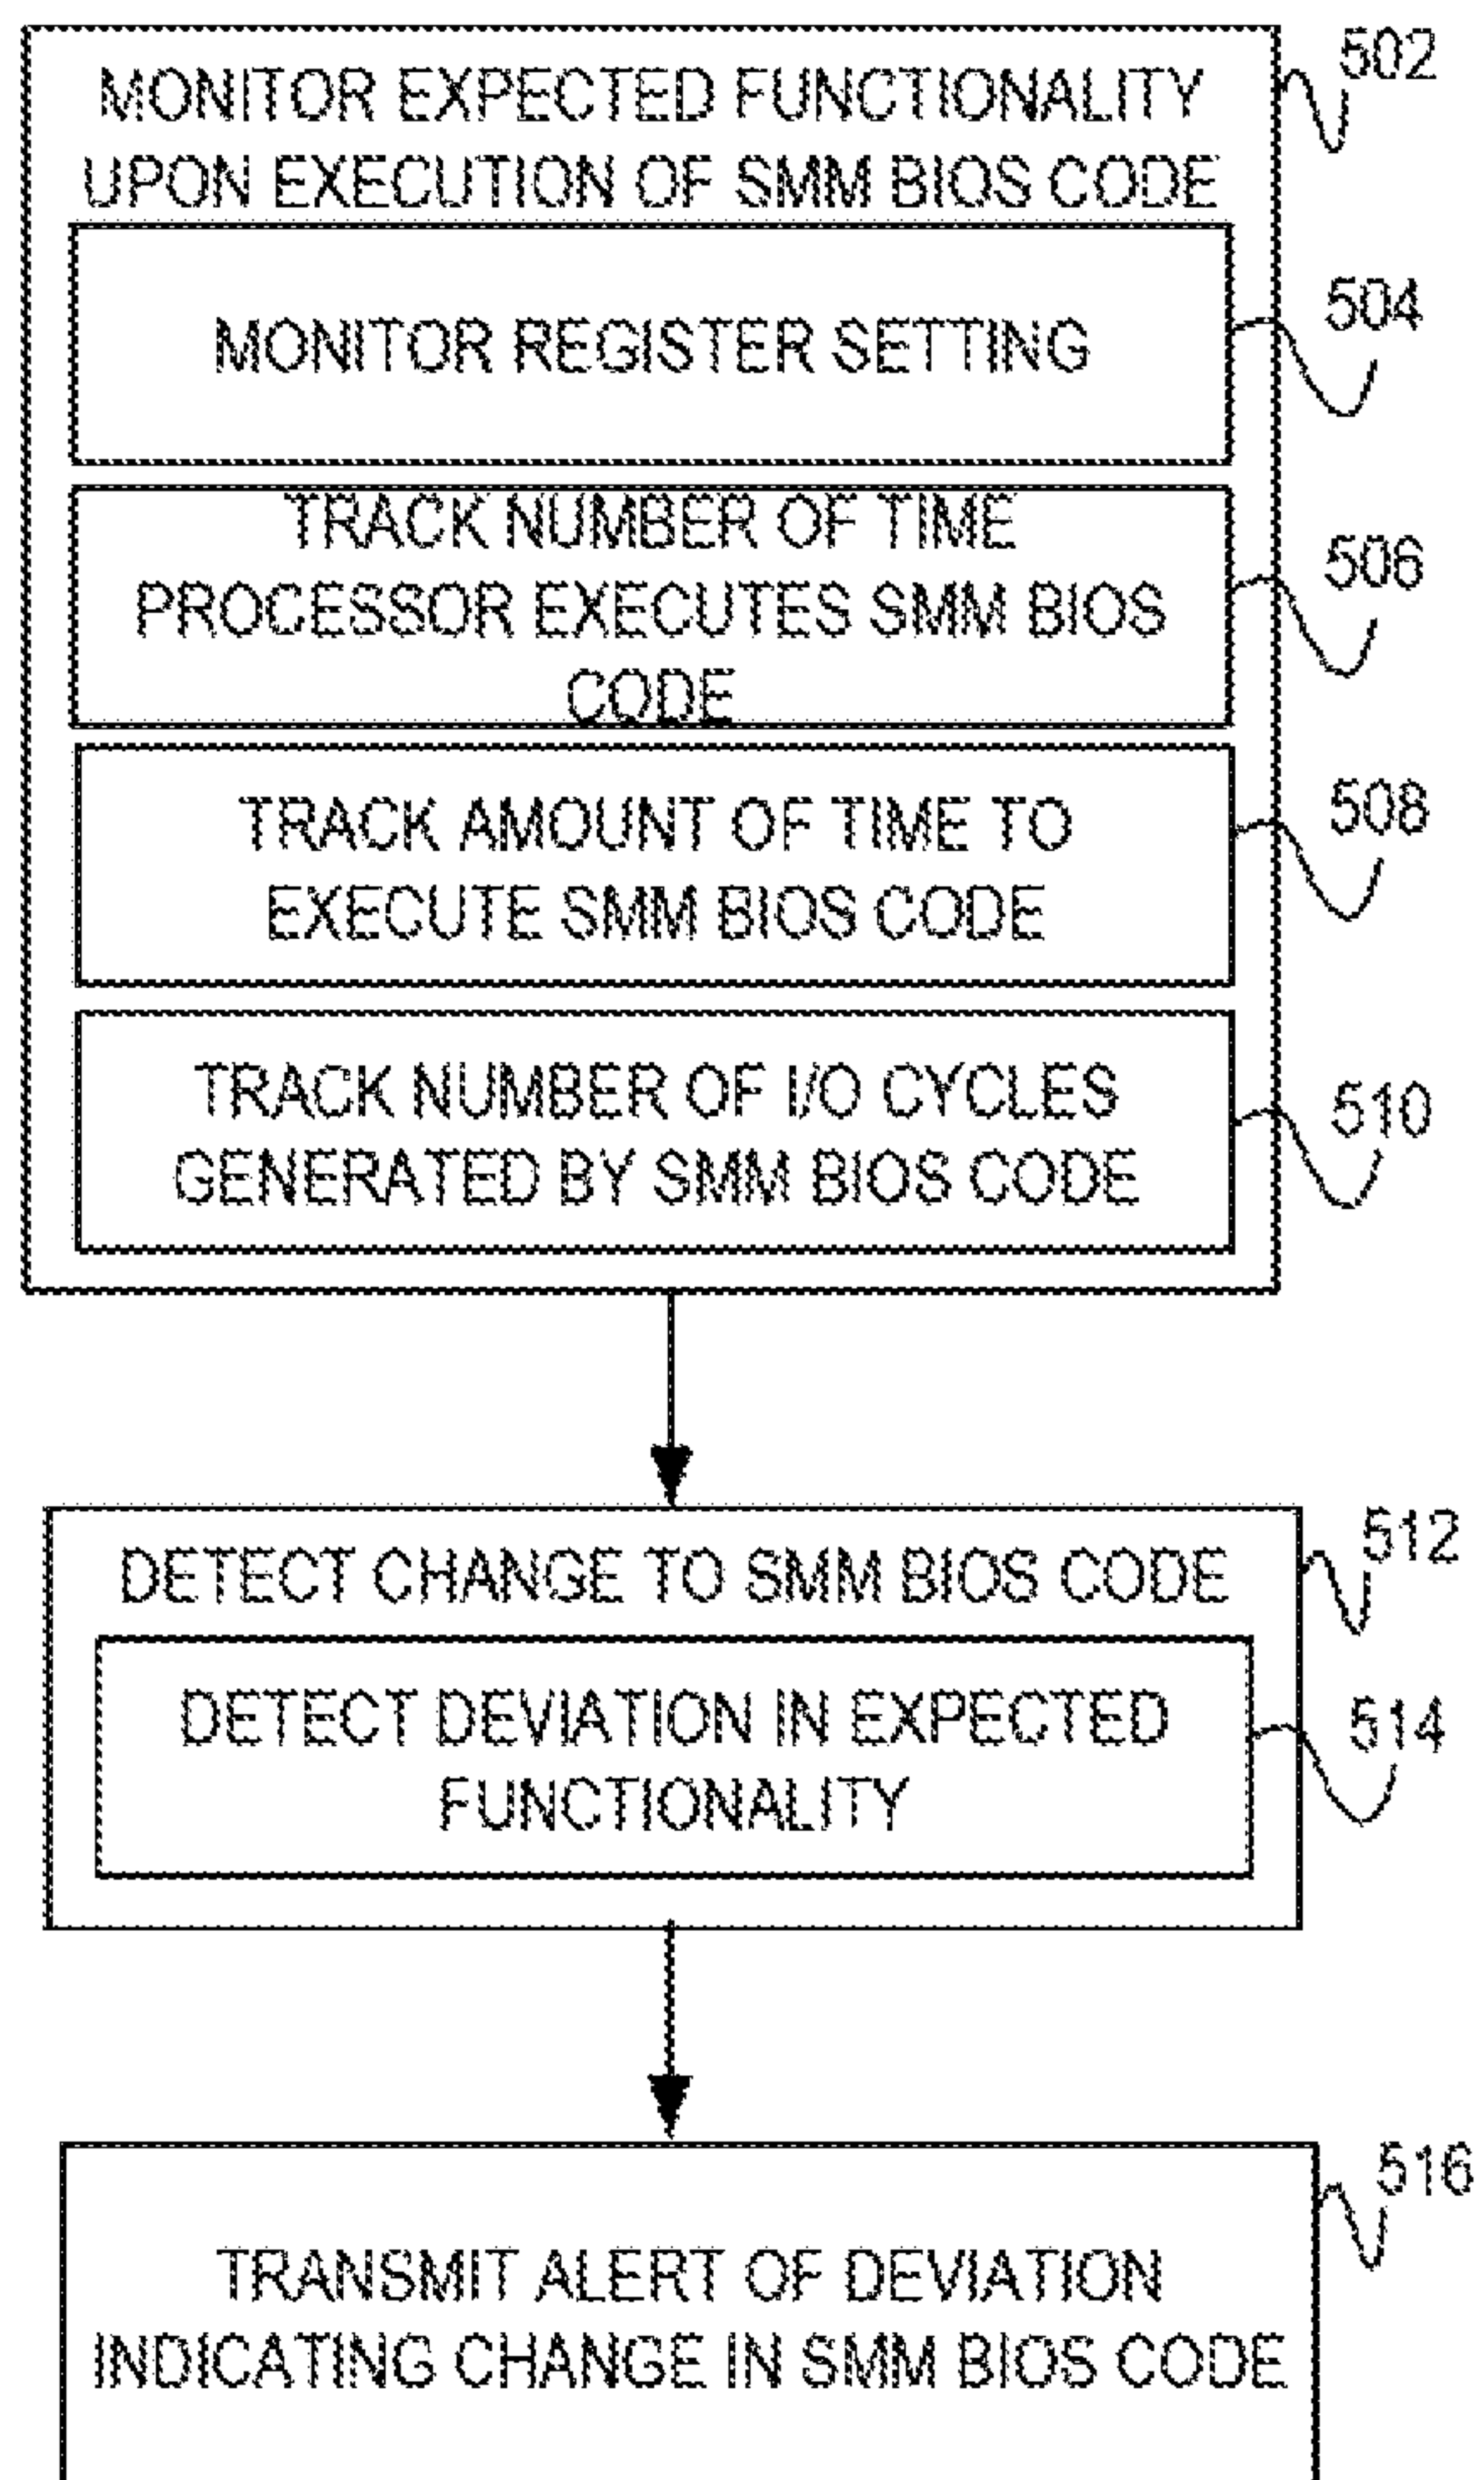 MONITOR EXPECTED FUNCTIONALITY
502
UPON EXECUTION OF SMM BIOS CODE
MONITOR REGISTER SETTING
504
TRACK NUMBER OF TIME
PROCESSOR EXECUTES SMM BIOS
CODE
506
TRACK AMOUNT OF TIME TO
EXECUTE SMM BIOS CODE
508
TRACK NUMBER OF I/O CYCLES
GENERATED BY SMM BIOS CODE
510
DETECT CHANGE TO SMM BIOS CODE
512
DETECT DEVIATION IN EXPECTED
FUNCTIONALITY
514
TRANSMIT ALERT OF DEVIATION
INDICATING CHANGE IN SMM BIOS CODE
516